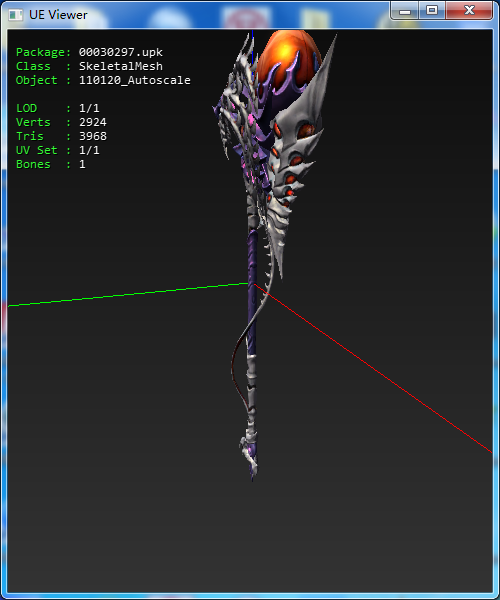 UE Viewer
Package: 00030297.upk
Class : SkeletalMesh
Object : 110120_Autoscale
LOD : 1/1
Verts : 2924
Tris : 3968
UV Set : 1/1
Bones : 1